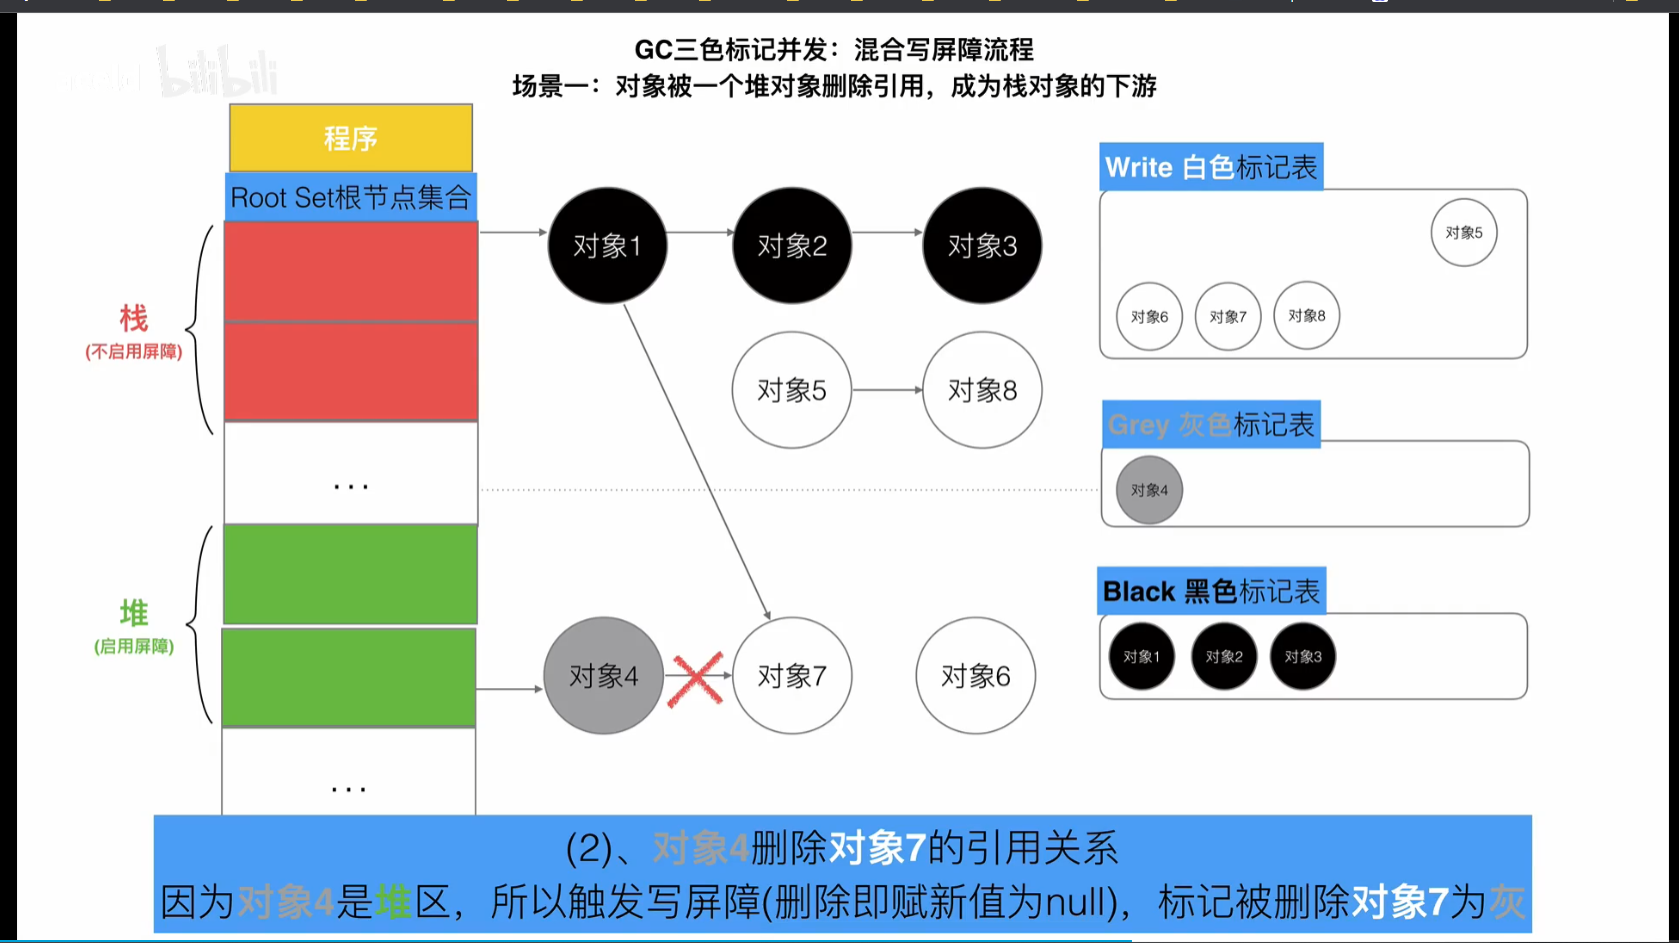 GC三色标记并发：混合写屏障流程
场景一：对象被一个堆对象删除引用，成为栈对象的下游
bilibili
程序
Root Set根节点集合
栈
(不启用屏障)
...
堆
(启用屏障)
...
对象1
对象2
对象3
对象5
对象8
对象4
对象7
对象6
Write 白色标记表
对象5
对象6
对象7
对象8
Grey 灰色标记表
对象4
Black 黑色标记表
对象1
对象2
对象3
(2)、对象4删除对象7的引用关系
因为对象4是堆区，所以触发写屏障(删除即赋新值为null)，标记被删除对象7为灰